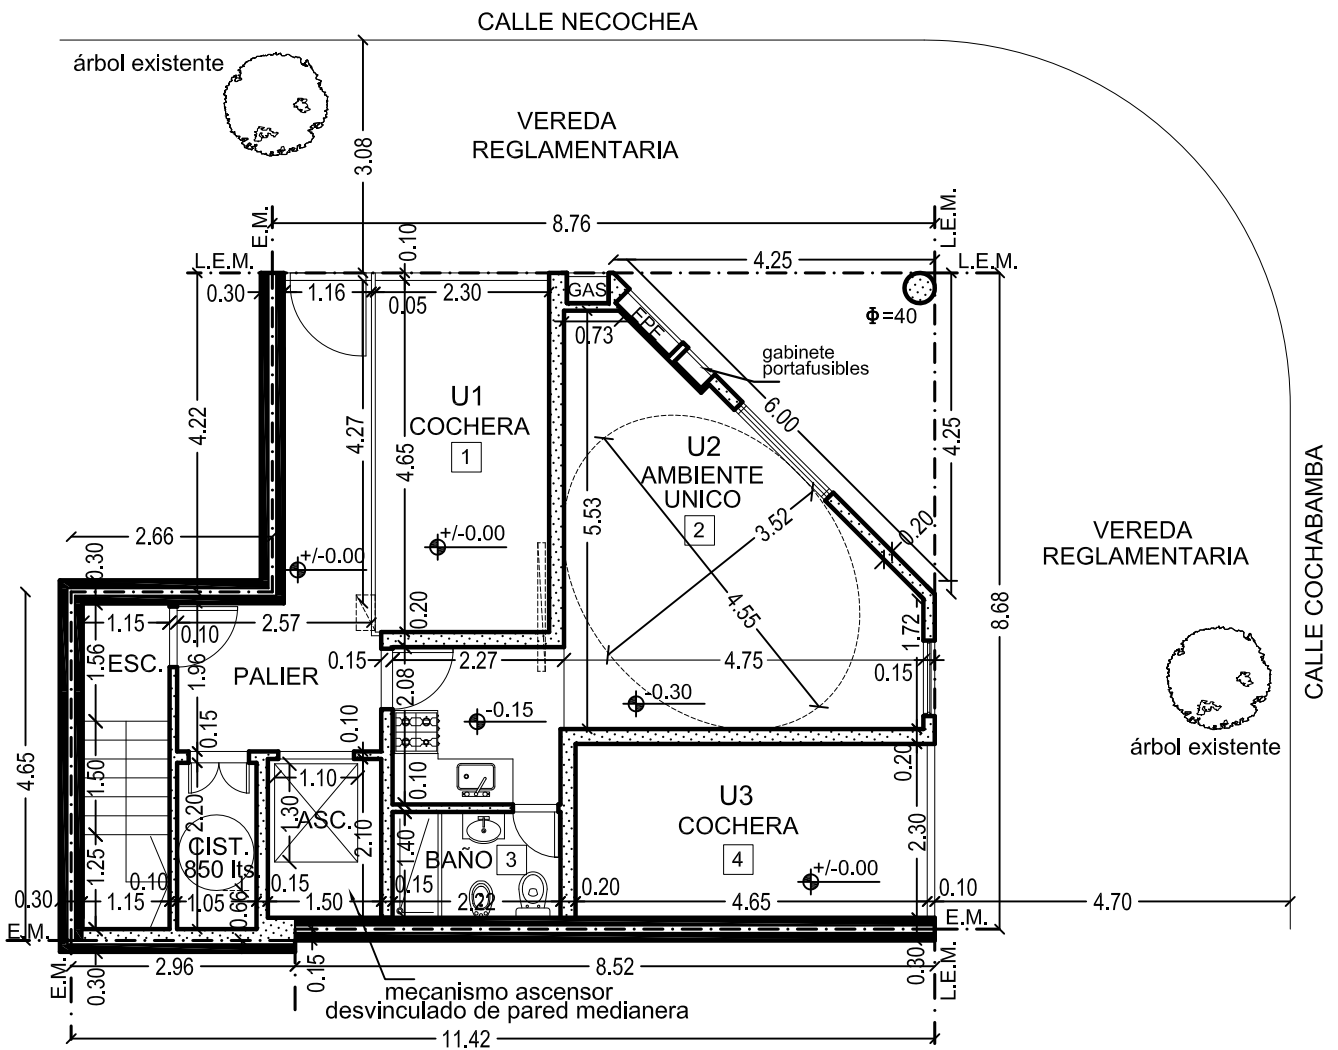 CALLE NECOCHEA
árbol existente
VEREDA
REGLAMENTARIA
3.08
E.M.
8.76
L.E.M.
0.10
L.E.M.
4.25
L.E.M.
0.30
1.16
0.05
2.30
GAS
Φ=40
EPE
0.73
gabinete
portafusibles
4.22
4.27
4.65
U1
COCHERA
1
6.00
4.25
U2
AMBIENTE
UNICO
2
5.53
3.52
4.55
0.20
VEREDA
REGLAMENTARIA
CALLE COCHABAMBA
8.68
2.66
+/-0.00
+/-0.00
0.30
1.15
0.10
2.57
0.20
1.72
ESC.
1.56
1.96
PALIER
0.15
2.27
4.75
0.15
2.08
-0.15
-0.30
árbol existente
4.65
0.15
0.10
0.20
1.50
1.10
0.10
2.20
1.30
ASC.
2.10
U3
COCHERA
4
2.30
CIST.
850 lts.
1.40
BAÑO
3
+/-0.00
1.25
0.10
0.15
0.15
0.20
0.30
1.15
1.05
0.66
1.50
2.22
4.65
0.10
4.70
E.M.
E.M.
2.96
8.52
E.M.
0.30
0.15
0.30
L.E.M.
mecanismo ascensor
desvinculado de pared medianera
11.42